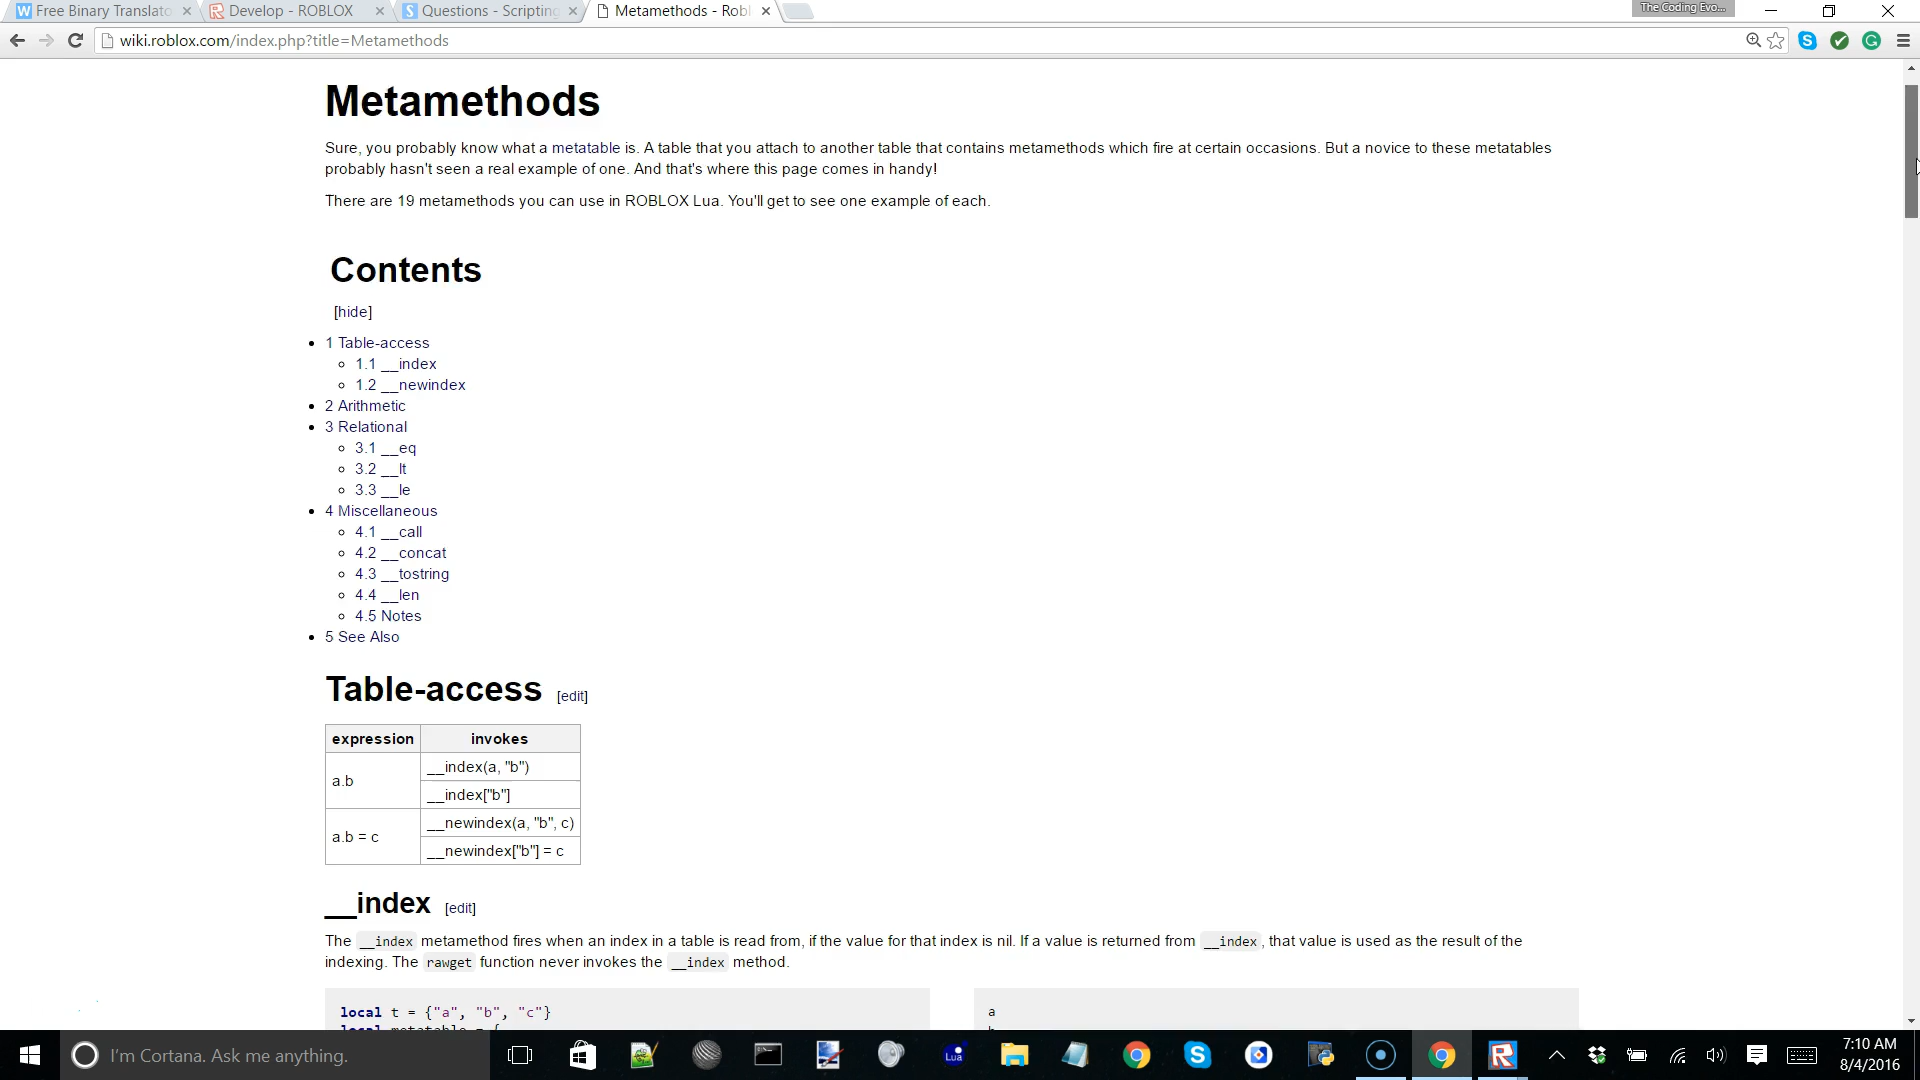 Free Binary Translato
Develop - ROBLOX
Questions - Scripting
Metamethods - Robl
The Coding Evo...
wiki.roblox.com/index.php?title=Metamethods
Metamethods
Sure, you probably know what a metatable is. A table that you attach to another table that contains metamethods which fire at certain occasions. But a novice to these metatables
probably hasn't seen a real example of one. And that's where this page comes in handy!
There are 19 metamethods you can use in ROBLOX Lua. You'll get to see one example of each.
Contents
[hide]
1 Table-access
1.1 __index
1.2 __newindex
2 Arithmetic
3 Relational
3.1 __eq
3.2 __lt
3.3 __le
4 Miscellaneous
4.1 __call
4.2 __concat
4.3 __tostring
4.4 __len
4.5 Notes
5 See Also
Table-access [edit]
expression invokes
a.b
__index(a, "b")
__index["b"]
a.b = c
__newindex(a, "b", c)
__newindex["b"] = c
__index [edit]
The __index metamethod fires when an index in a table is read from, if the value for that index is nil. If a value is returned from __index, that value is used as the result of the
indexing. The rawget function never invokes the __index method.
local t = {"a", "b", "c"}
a
I'm Cortana. Ask me anything.
Lua
7:10 AM
8/4/2016